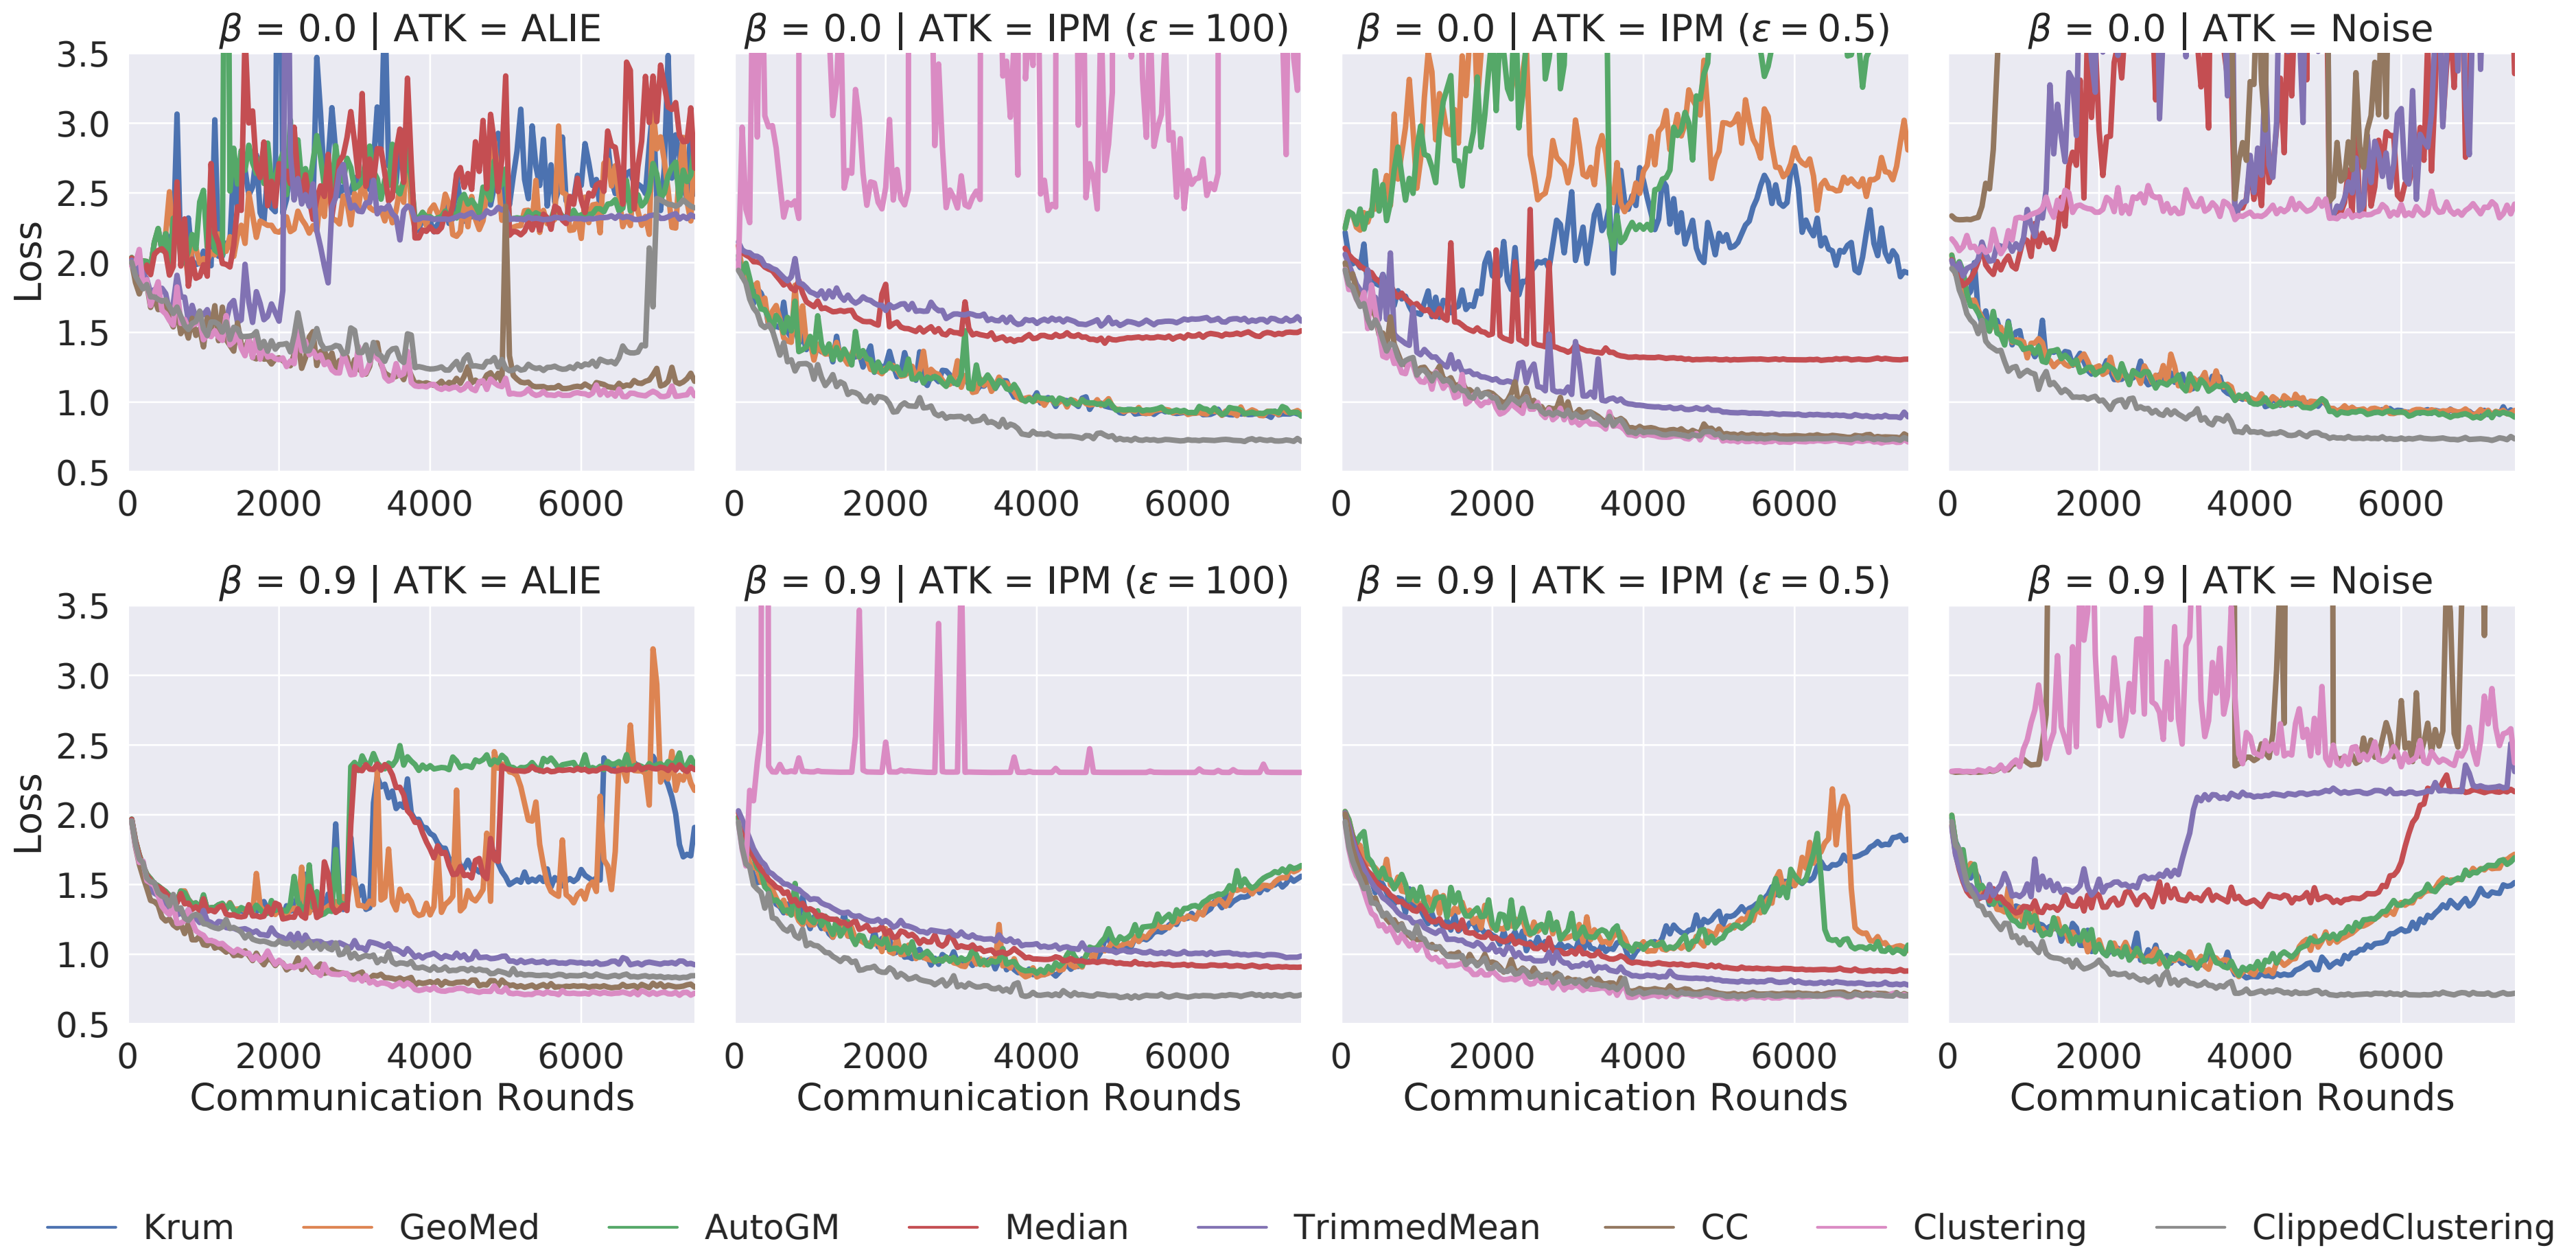 β = 0.0 | ATK = ALIE
β = 0.0 | ATK = IPM (ε = 100)
β = 0.0 | ATK = IPM (ε = 0.5)
β = 0.0 | ATK = Noise
Loss
3.5
3.0
2.5
2.0
1.5
1.0
0.5
0 2000 4000 6000
0 2000 4000 6000
0 2000 4000 6000
0 2000 4000 6000
β = 0.9 | ATK = ALIE
β = 0.9 | ATK = IPM (ε = 100)
β = 0.9 | ATK = IPM (ε = 0.5)
β = 0.9 | ATK = Noise
Loss
3.5
3.0
2.5
2.0
1.5
1.0
0.5
0 2000 4000 6000
0 2000 4000 6000
0 2000 4000 6000
0 2000 4000 6000
Communication Rounds
Communication Rounds
Communication Rounds
Communication Rounds
Krum GeoMed AutoGM Median TrimmedMean CC Clustering ClippedClustering